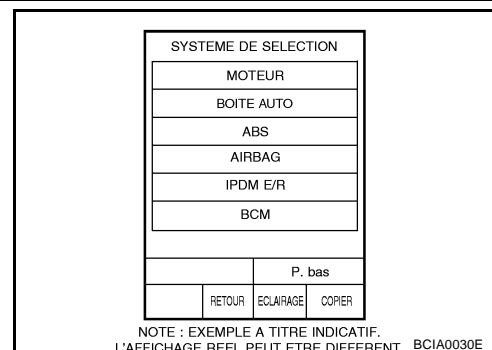 SYSTEME DE SELECTION
MOTEUR
BOITE AUTO
ABS
AIRBAG
IPDM E/R
BCM
P. bas
RETOUR ECLAIRAGE COPIER
NOTE : EXEMPLE A TITRE INDICATIF.
L'AFFICHAGE REEL PEUT ETRE DIFFERENT. BCIA0030E